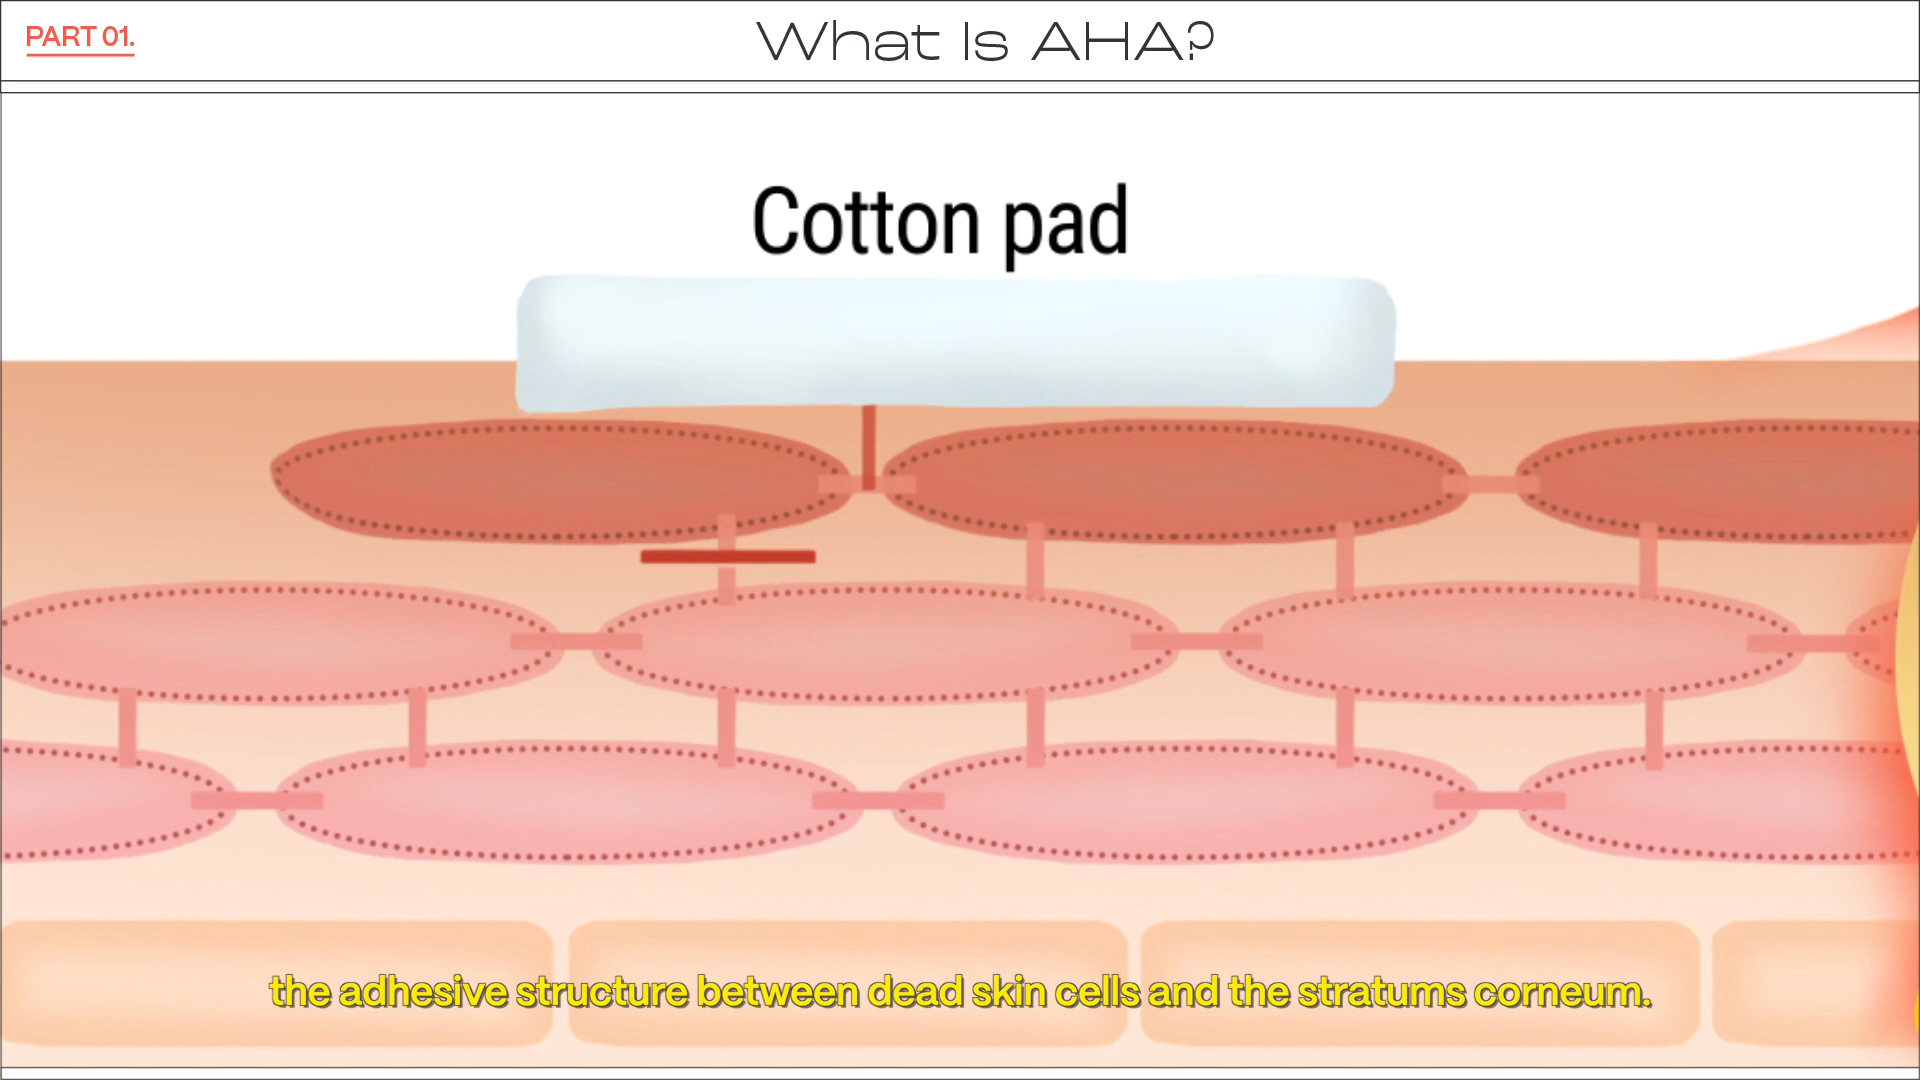 PART 01.
What Is AHA?
Cotton pad
the adhesive structure between dead skin cells and the stratums corneum.